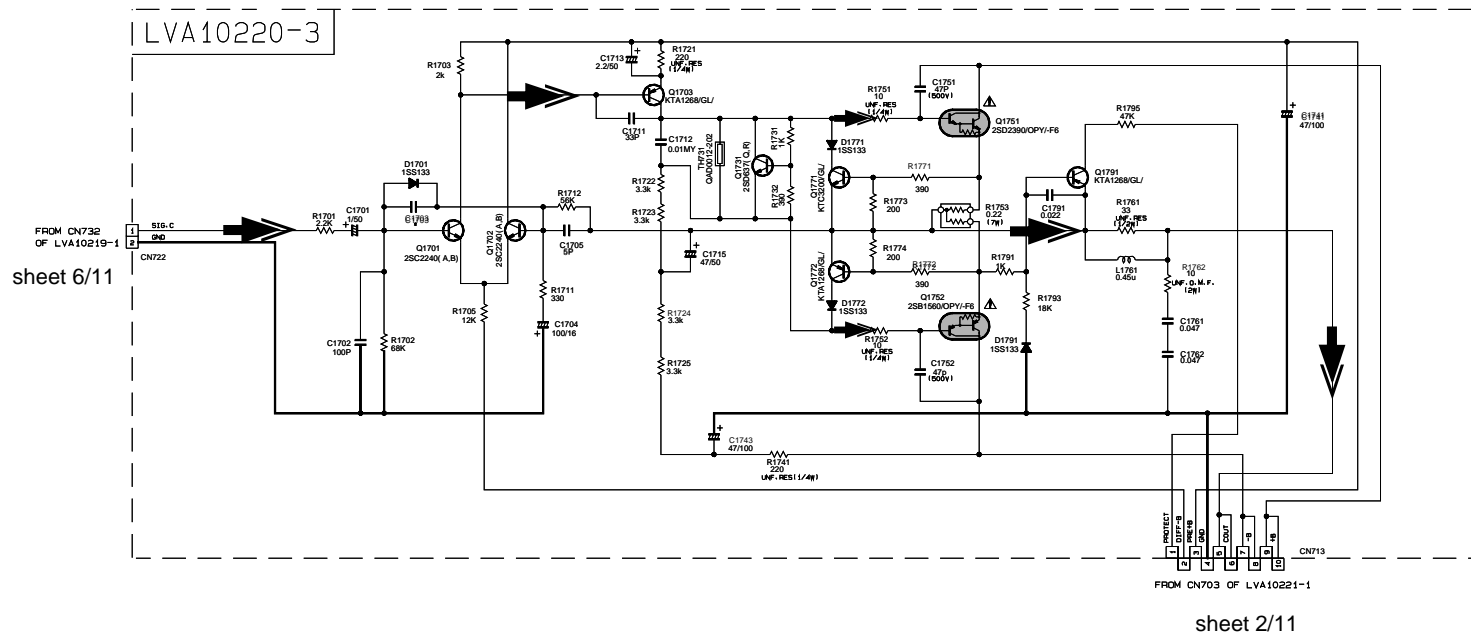 LVA10220-3
R1703
2k
C1713
2.2/50
R1721
220
UNF.RES
(1/4W)
Q1703
KTA1268/GL/
C1711
33P
C1712
0.01MY
TH731
QAD0012-202
Q1731
2SD637(Q,R)
R1731
1K
R1732
390
R1751
10
UNF.RES
(1/4W)
C1751
47P
(500V)
Q1751
2SD2390/OPY/-F6
D1771
1SS133
Q1771
KTC3200/GL/
R1771
390
R1773
200
R1753
0.22
(7W)
R1795
47K
C1741
47/100
Q1791
KTA1268/GL/
C1791
0.022
R1761
33
UNF.RES
(1/2W)
D1701
1SS133
C1703
R1712
56K
R1722
3.3k
R1723
3.3k
FROM CN732
OF LVA10219-1
1
2
SIG.C
GND
CN722
sheet 6/11
R1701
2.2K
C1701
1/50
Q1701
2SC2240(A,B)
Q1702
2SC2240(A,B)
C1705
5P
C1715
47/50
R1774
200
Q1772
KTA1268/GL/
390
R1791
1K
L1761
0.45u
R1762
10
UNF.O.M.F.
(2W)
R1711
330
R1705
12K
C1704
100/16
R1724
3.3k
D1772
1SS133
Q1752
2SB1560/OPY/-F6
R1793
18K
C1761
0.047
C1702
100P
R1702
68K
R1725
3.3k
R1752
10
UNF.RES
(1/4W)
C1752
47p
(500V)
D1791
1SS133
C1762
0.047
C1743
47/100
R1741
220
UNF.RES(1/4W)
PROTECT
DIFF-B
PRE+B
GND
COUT
-B
+B
1
2
3
4
5
6
7
8
9
10
CN713
FROM CN703 OF LVA10221-1
sheet 2/11